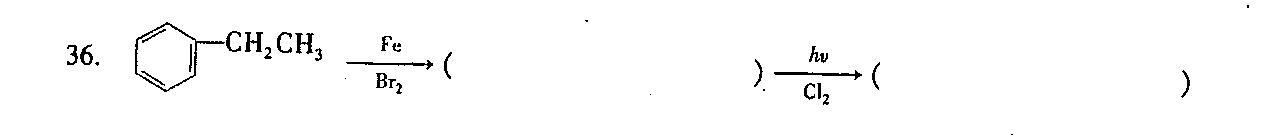 36. CH₂CH₃ Fe Br₂ ( ) hν Cl₂ ( )